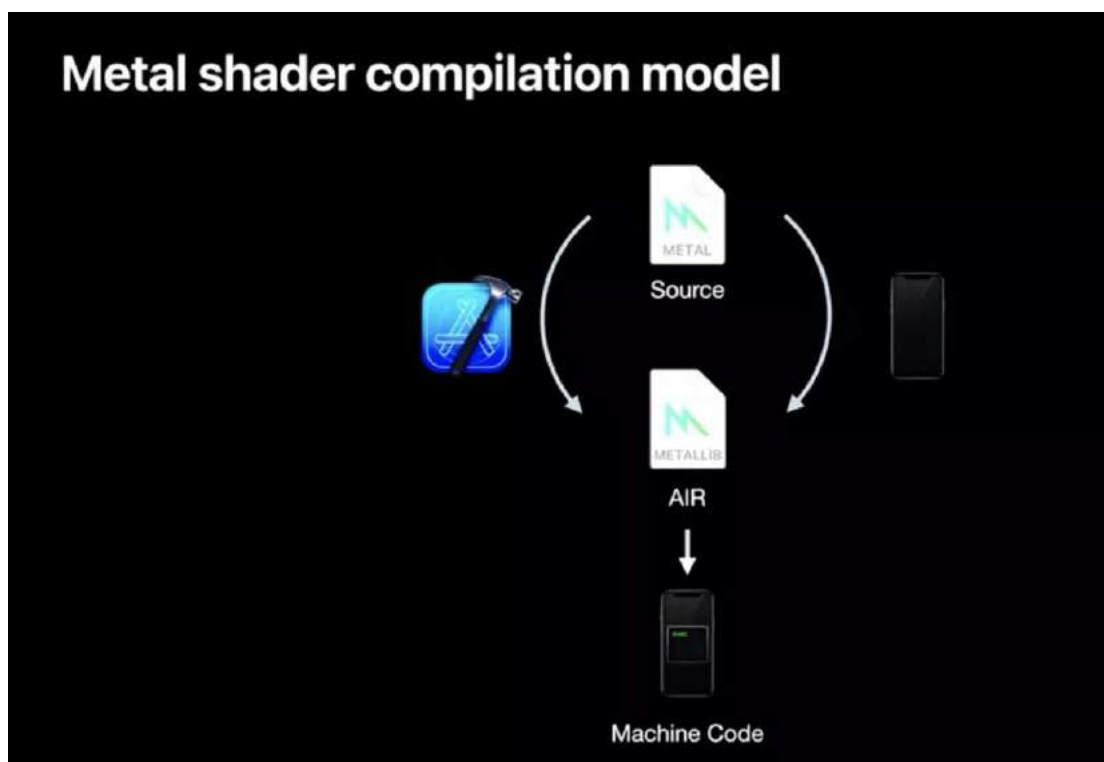 Metal shader compilation model
METAL
Source
METALLIB
AIR
Machine Code